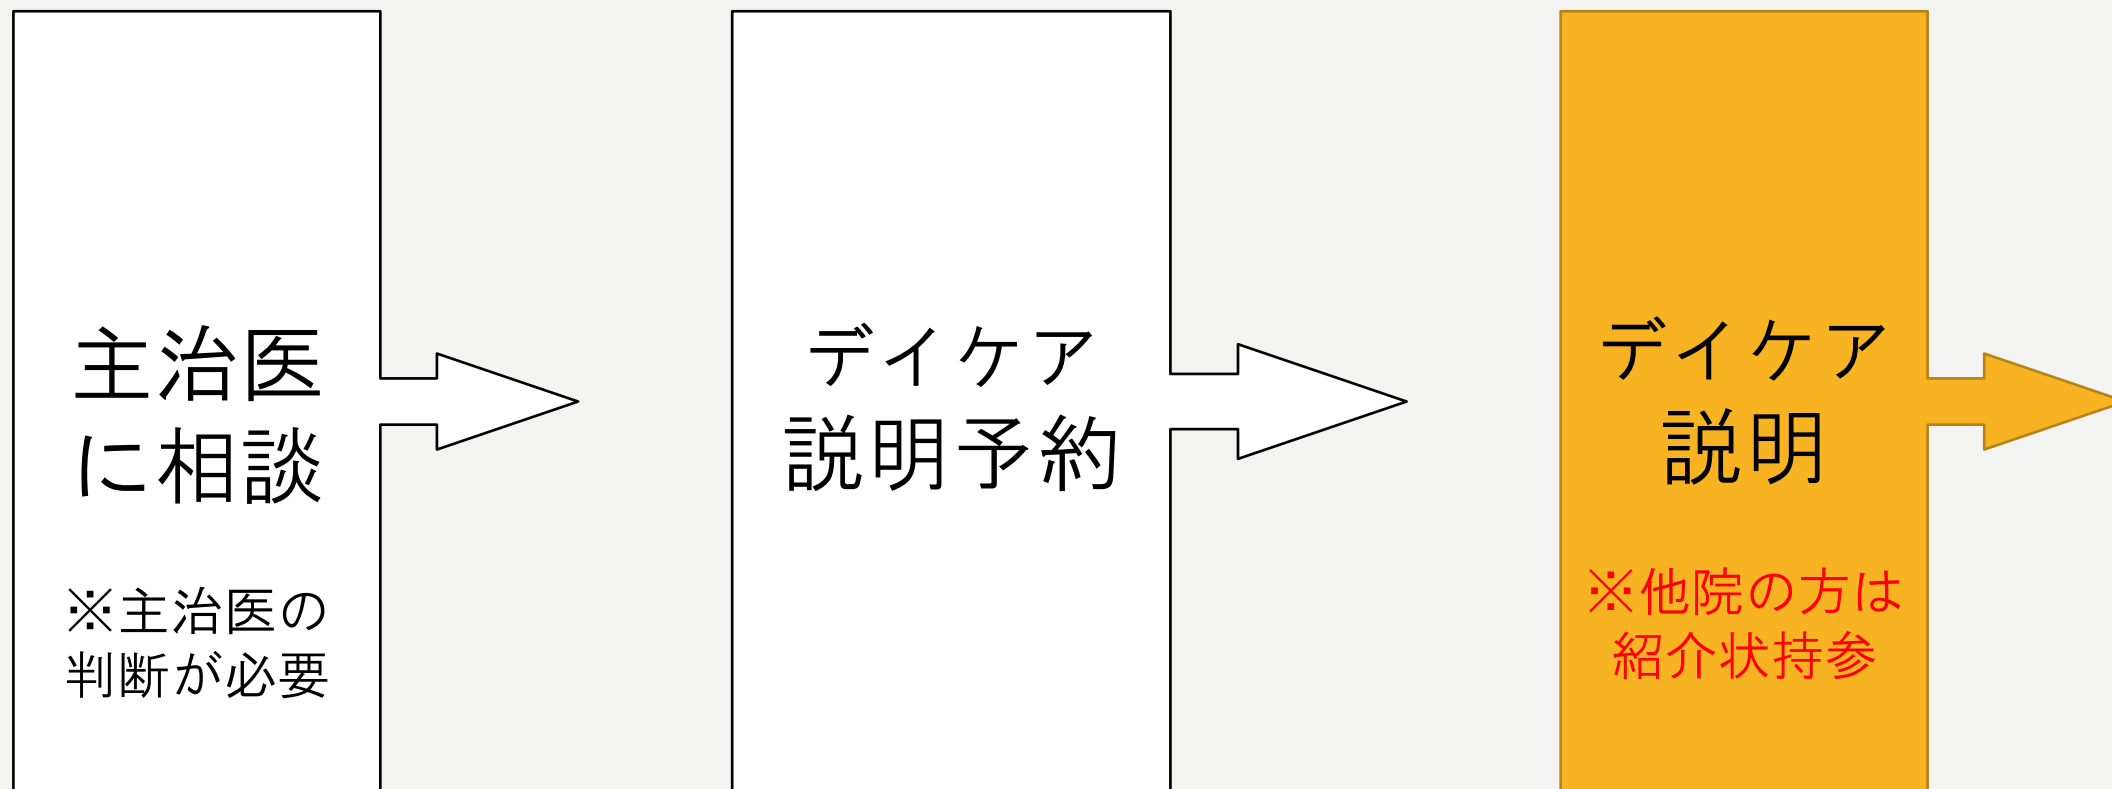 主治医
に相談
※主治医の
判断が必要
デイケア
説明予約
デイケア
説明
※他院の方は
紹介状持参